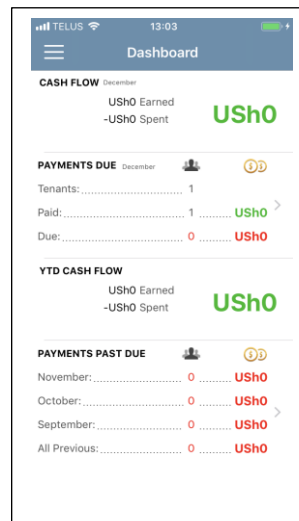 TELUS 13:03
Dashboard
CASH FLOW December
USh0 Earned
-USh0 Spent
USh0
PAYMENTS DUE December
Tenants: 1
Paid: 1 USh0
Due: 0 USh0
YTD CASH FLOW
USh0 Earned
-USh0 Spent
USh0
PAYMENTS PAST DUE
November: 0 USh0
October: 0 USh0
September: 0 USh0
All Previous: 0 USh0